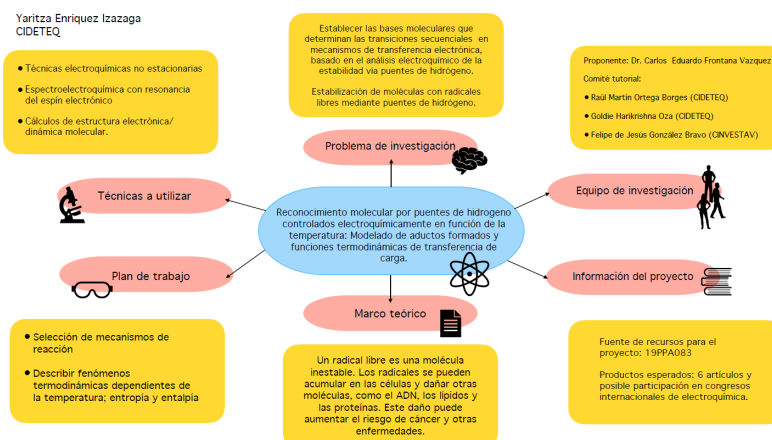 Yaritza Enriquez Izazaga
CIDETEQ
● Técnicas electroquímicas no estacionarias
● Espectroelectroquímica con resonancia
del espín electrónico
● Cálculos de estructura electrónica/
dinámica molecular.
Establecer las bases moleculares que
determinan las transiciones secuenciales en
mecanismos de transferencia electrónica,
basado en el análisis electroquímico de la
estabilidad via puentes de hidrógeno.
Estabilización de moléculas con radicales
libres mediante puentes de hidrógeno.
Proponente: Dr. Carlos Eduardo Frontana Vazquez
Comité tutorial:
● Raúl Martín Ortega Borges (CIDETEQ)
● Goldie Harikrishna Oza (CIDETEQ)
● Felipe de Jesús González Bravo (CINVESTAV)
Problema de investigación
Técnicas a utilizar
Equipo de investigación
Reconocimiento molecular por puentes de hidrogeno
controlados electroquímicamente en función de la
temperatura: Modelado de aductos formados y
funciones termodinámicas de transferencia de
carga.
Plan de trabajo
Información del proyecto
Marco teórico
● Selección de mecanismos de
reacción
● Describir fenómenos
termodinámicas dependientes de
la temperatura; entropía y entalpía
Un radical libre es una molécula
inestable. Los radicales se pueden
acumular en las células y dañar otras
moléculas, como el ADN, los lípidos y
las proteínas. Este daño puede
aumentar el riesgo de cáncer y otras
enfermedades.
Fuente de recursos para el
proyecto: 19PPA083
Productos esperados: 6 artículos y
posible participación en congresos
internacionales de electroquímica.